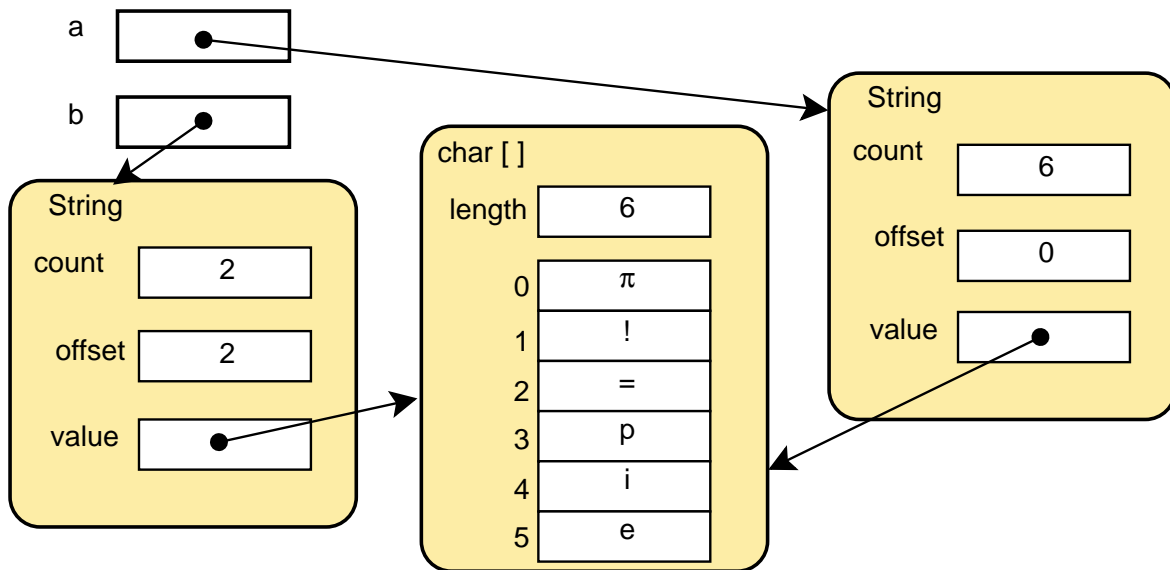 a
b
String
count 2
offset 2
value
char [ ]
length 6
0 π
1 !
2 =
3 p
4 i
5 e
String
count 6
offset 0
value